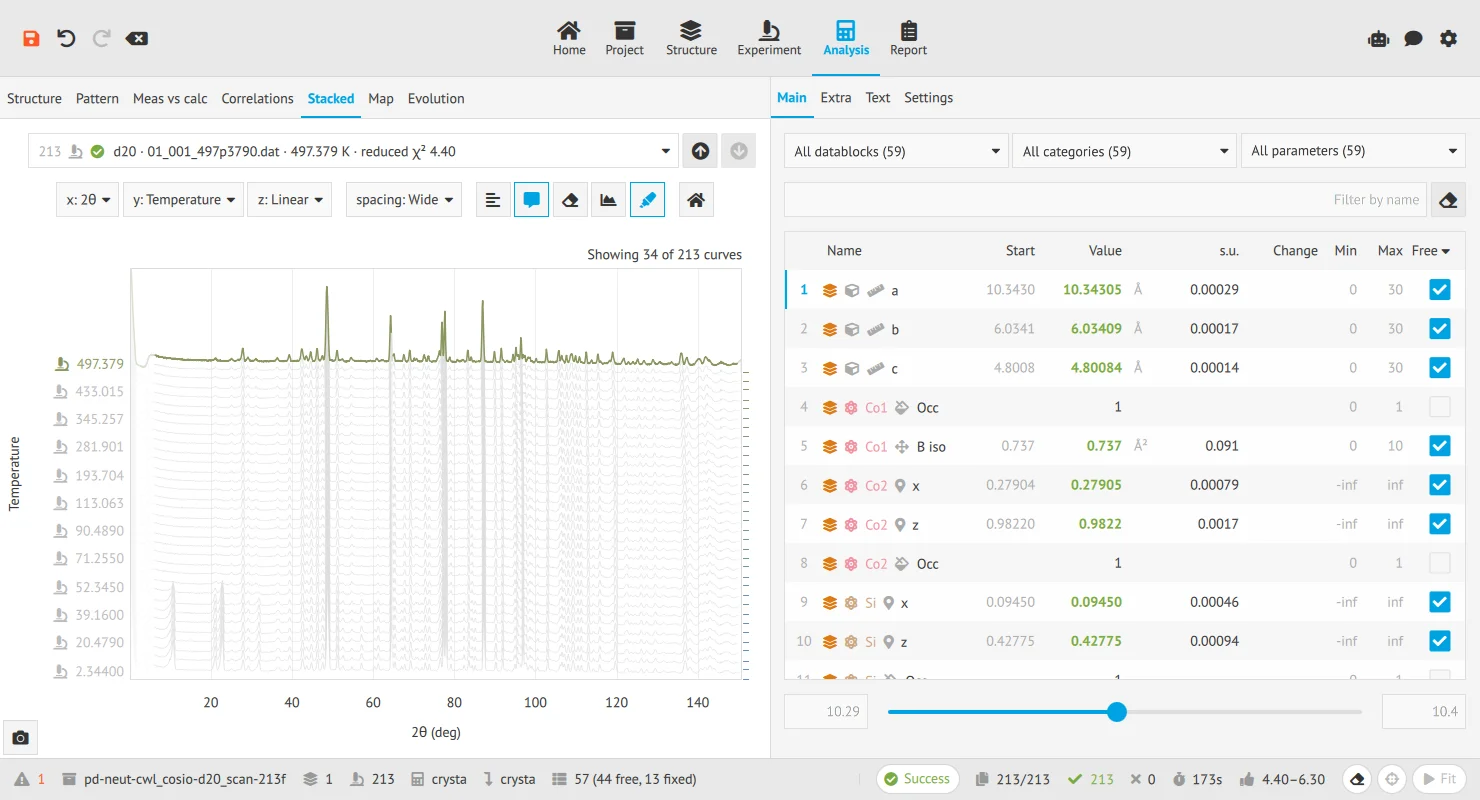 Home Project Structure Experiment Analysis Report
Structure Pattern Meas vs calc Correlations Stacked Map Evolution
Main Extra Text Settings
213 d20 · 01_001_497p3790.dat · 497.379 K · reduced χ² 4.40
All datablocks (59) All categories (59) All parameters (59)
x: 2θ y: Temperature z: Linear spacing: Wide
Filter by name
Showing 34 of 213 curves
497.379
433.015
345.257
281.901
193.704
115.063
90.4890
71.2550
52.3450
39.1600
20.4790
2.34400
Temperature
20 40 60 80 100 120 140
2θ (deg)
Name Start Value s.u. Change Min Max Free
1 a 10.3430 10.34305 Å 0.00029 0 30
2 b 6.0341 6.03409 Å 0.00017 0 30
3 c 4.8008 4.80084 Å 0.00014 0 30
4 Co1 Occ 1 0 1
5 Co1 B iso 0.737 0.737 Å² 0.091 0 10
6 Co2 x 0.27904 0.27905 0.00079 -inf inf
7 Co2 z 0.98220 0.9822 0.0017 -inf inf
8 Co2 Occ 1 0 1
9 Si x 0.09450 0.09450 0.00046 -inf inf
10 Si z 0.42775 0.42775 0.00094 -inf inf
11 Si Occ 1 0 1
10.29 10.4
1 pd-neut-cwl_cosio-d20_scan-213f 1 213 crysta crysta 57 (44 free, 13 fixed) Success 213/213 213 0 173s 4.40–6.30 Fit